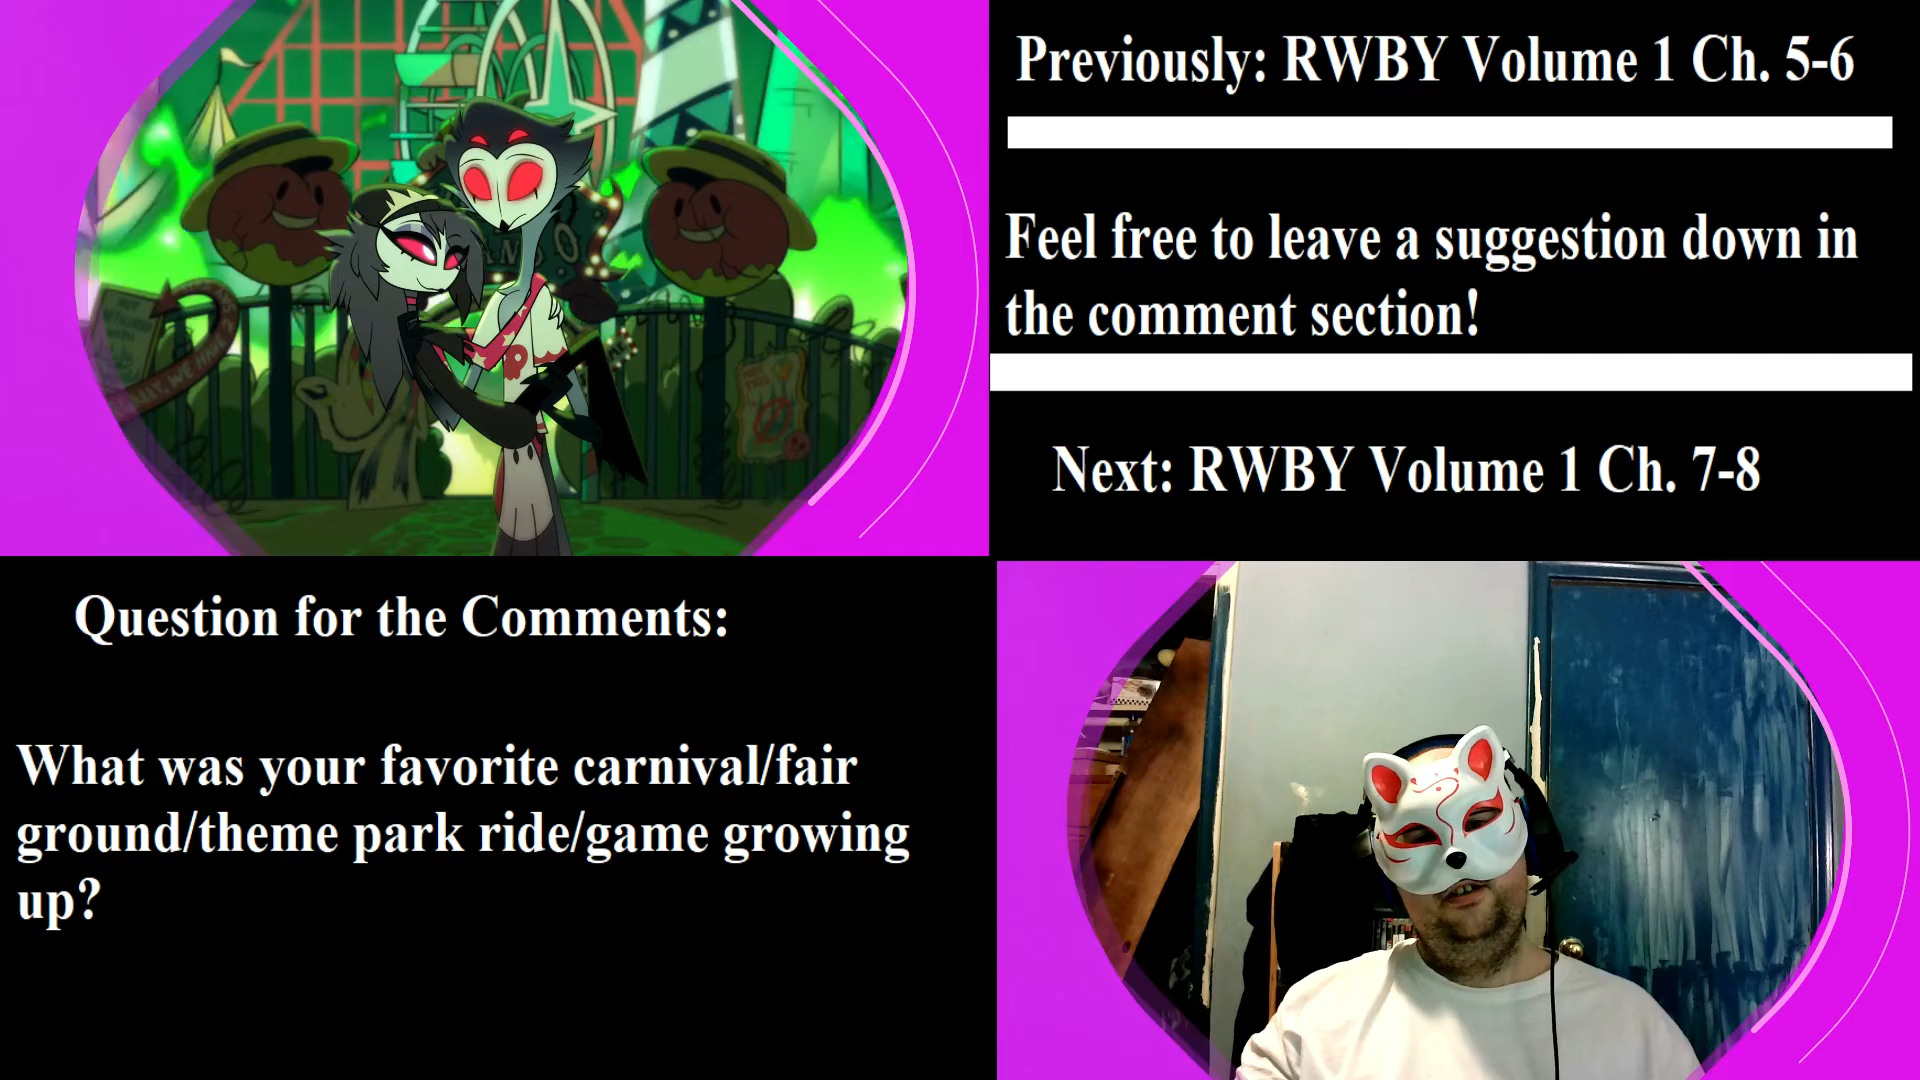 Previously: RWBY Volume 1 Ch. 5-6
Feel free to leave a suggestion down in
the comment section!
Next: RWBY Volume 1 Ch. 7-8
Question for the Comments:
What was your favorite carnival/fair
ground/theme park ride/game growing
up?